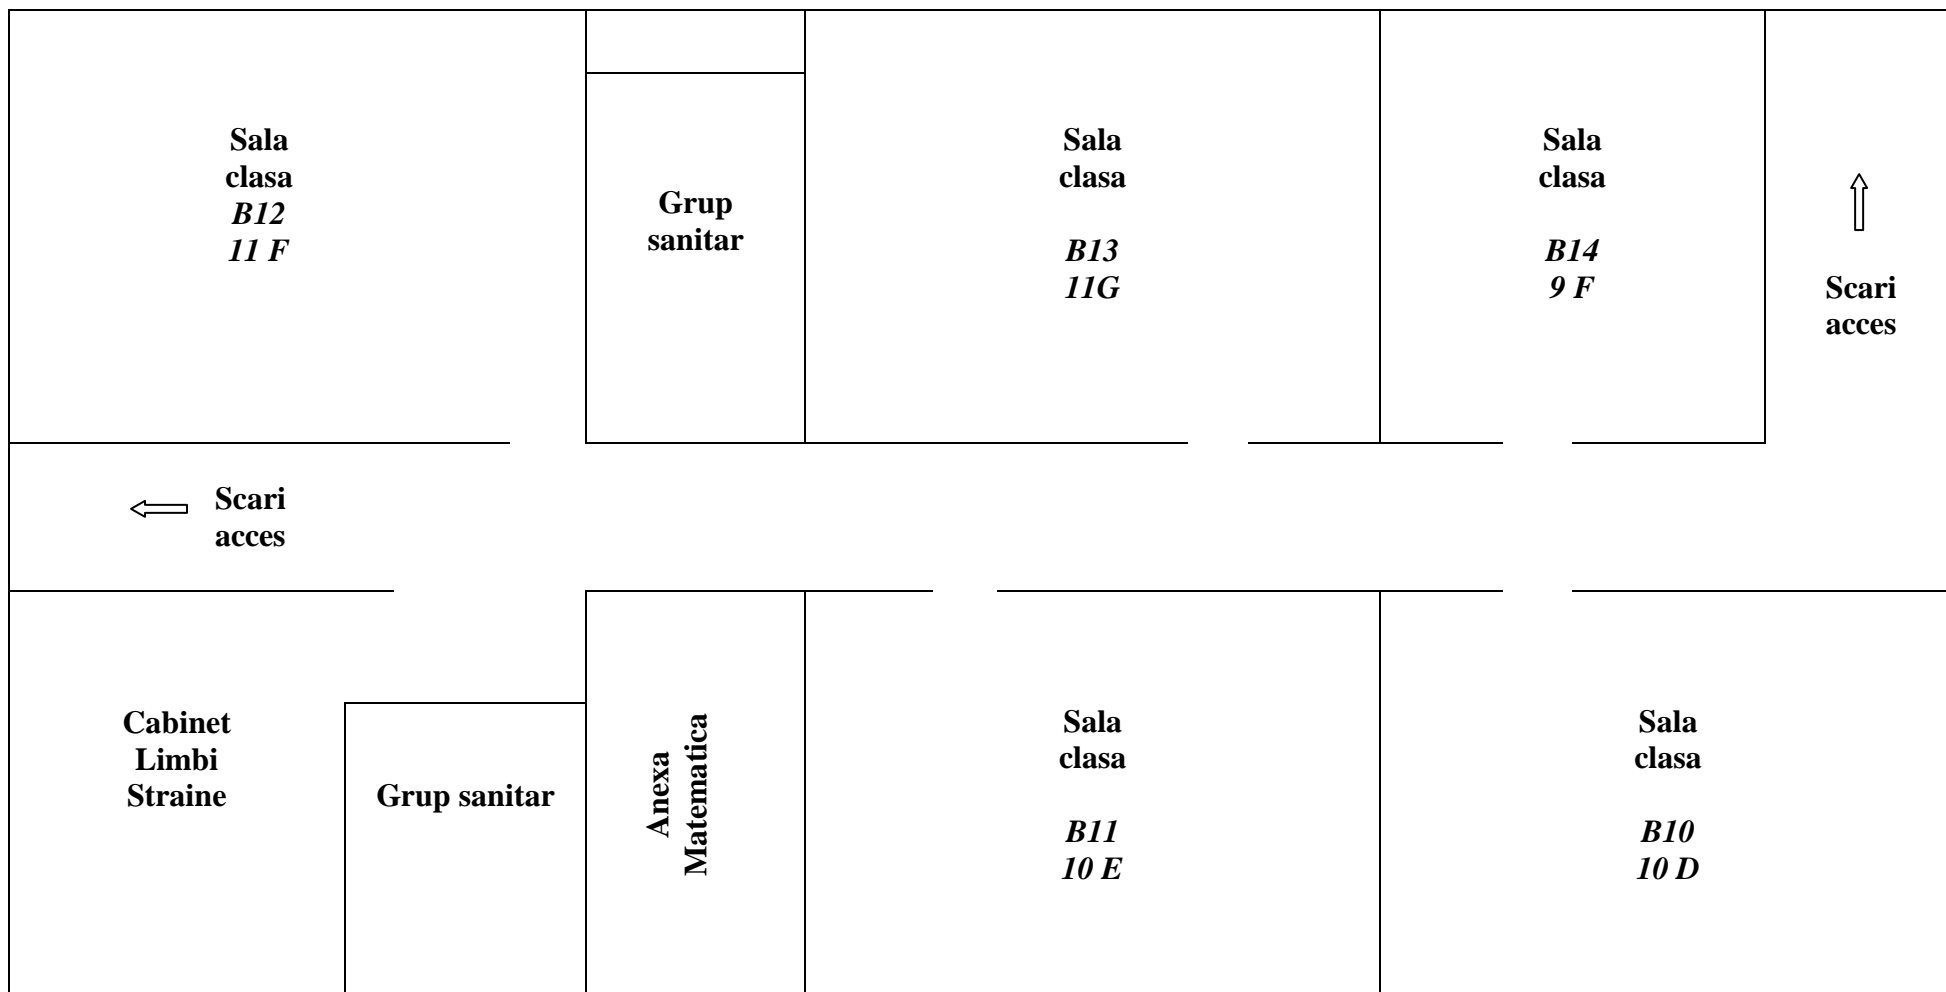 Sala
clasa
B12
11 F
Grup
sanitar
Sala
clasa
B13
11G
Sala
clasa
B14
9 F
Scari
acces
Scari
acces
Cabinet
Limbi
Straine
Grup sanitar
Anexa
Matematica
Sala
clasa
B11
10 E
Sala
clasa
B10
10 D